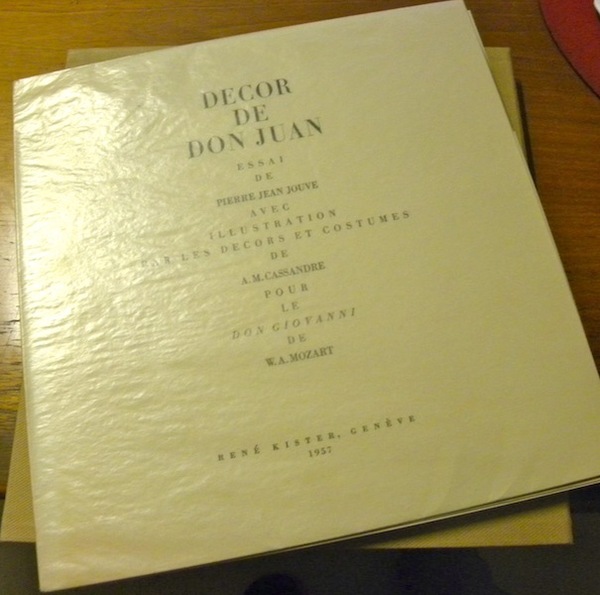 DECOR
DE
DON JUAN
ESSAI
DE
PIERRE JEAN JOUVE
AVEC
ILLUSTRATION
PAR LES DECORS ET COSTUMES
DE
A.M.CASSANDRE
POUR
LE
DON GIOVANNI
DE
W.A.MOZART
RENÉ KISTER, GENÈVE
1957